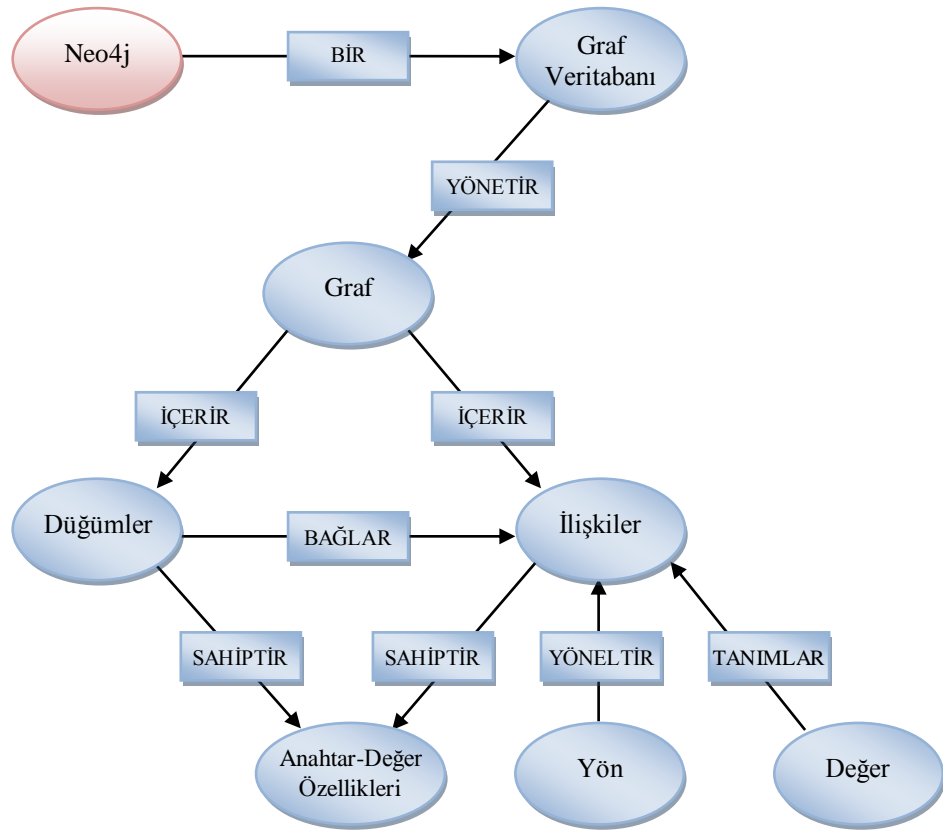 Neo4j
BİR
Graf
Veritabanı
YÖNETİR
Graf
İÇERİR
İÇERİR
Düğümler
BAĞLAR
İlişkiler
SAHİPTİR
SAHİPTİR
YÖNELTİR
TANIMLAR
Anahtar-Değer
Özellikleri
Yön
Değer